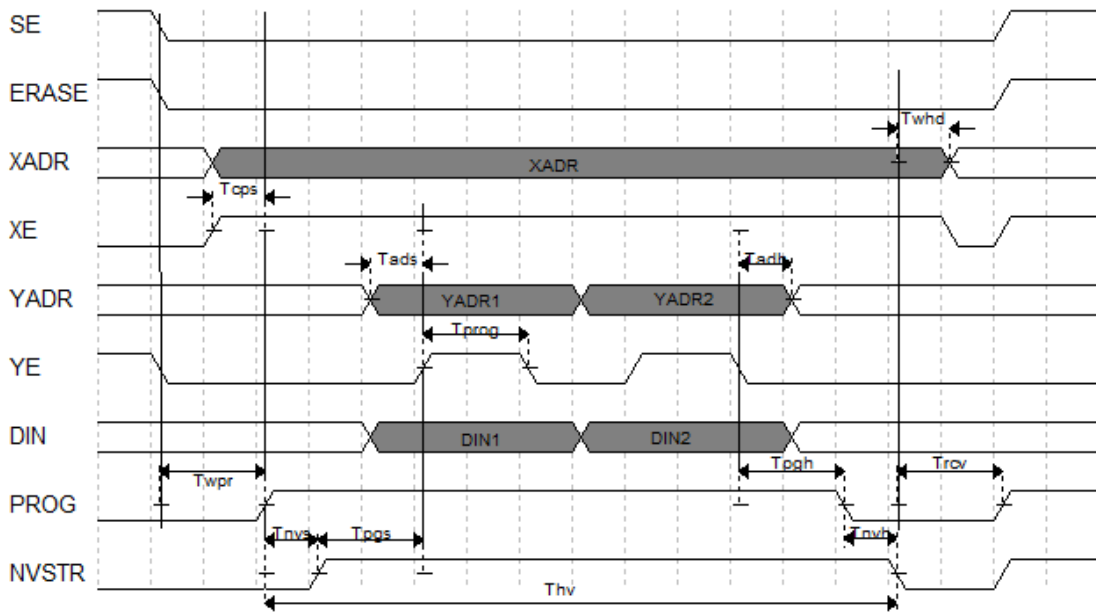 SE
ERASE
Twhd
XADR
XADR
Tcps
XE
Tads
Tadh
YADR
YADR1
YADR2
Tprog
YE
DIN
DIN1
DIN2
Twpr
Tpgh
Trcv
PROG
Tnvs
Tpgs
Tnvh
NVSTR
Thv